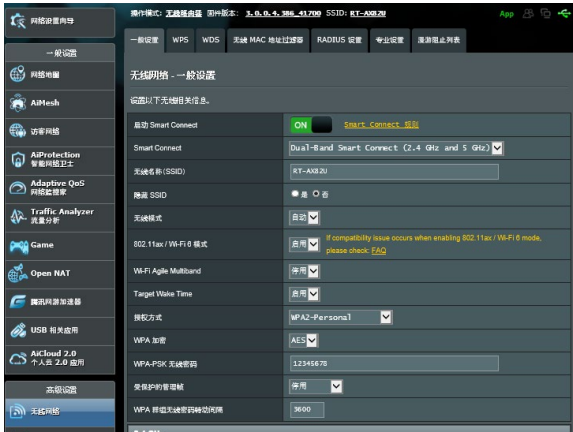 网络设置向导
操作模式: 无线路由器 固件版本: 3.0.0.4.386_41700 SSID: RT-AX82U
App
一般设置 WPS WDS 无线 MAC 地址过滤器 RADIUS 设置 专业设置 漫游阻止列表
一般设置
网络地图
AiMesh
访客网络
AiProtection
智能网络卫士
Adaptive QoS
网络监控家
Traffic Analyzer
流量分析
Game
Open NAT
腾讯网游加速器
USB 相关应用
AiCloud 2.0
个人云 2.0 应用
高级设置
无线网络
无线网络 - 一般设置
设置以下无线相关信息。
启动 Smart Connect ON Smart Connect 规则
Smart Connect Dual-Band Smart Connect (2.4 GHz and 5 GHz)
无线名称(SSID) RT-AX82U
隐藏 SSID 是 否
无线模式 自动
802.11ax / Wi-Fi 6 模式 启用 If compatibility issue occurs when enabling 802.11ax / Wi-Fi 6 mode,
please check: FAQ
Wi-Fi Agile Multiband 停用
Target Wake Time 启用
授权方式 WPA2-Personal
WPA 加密 AES
WPA-PSK 无线密码 12345678
受保护的管理帧 停用
WPA 群组无线密码转动间隔 3600